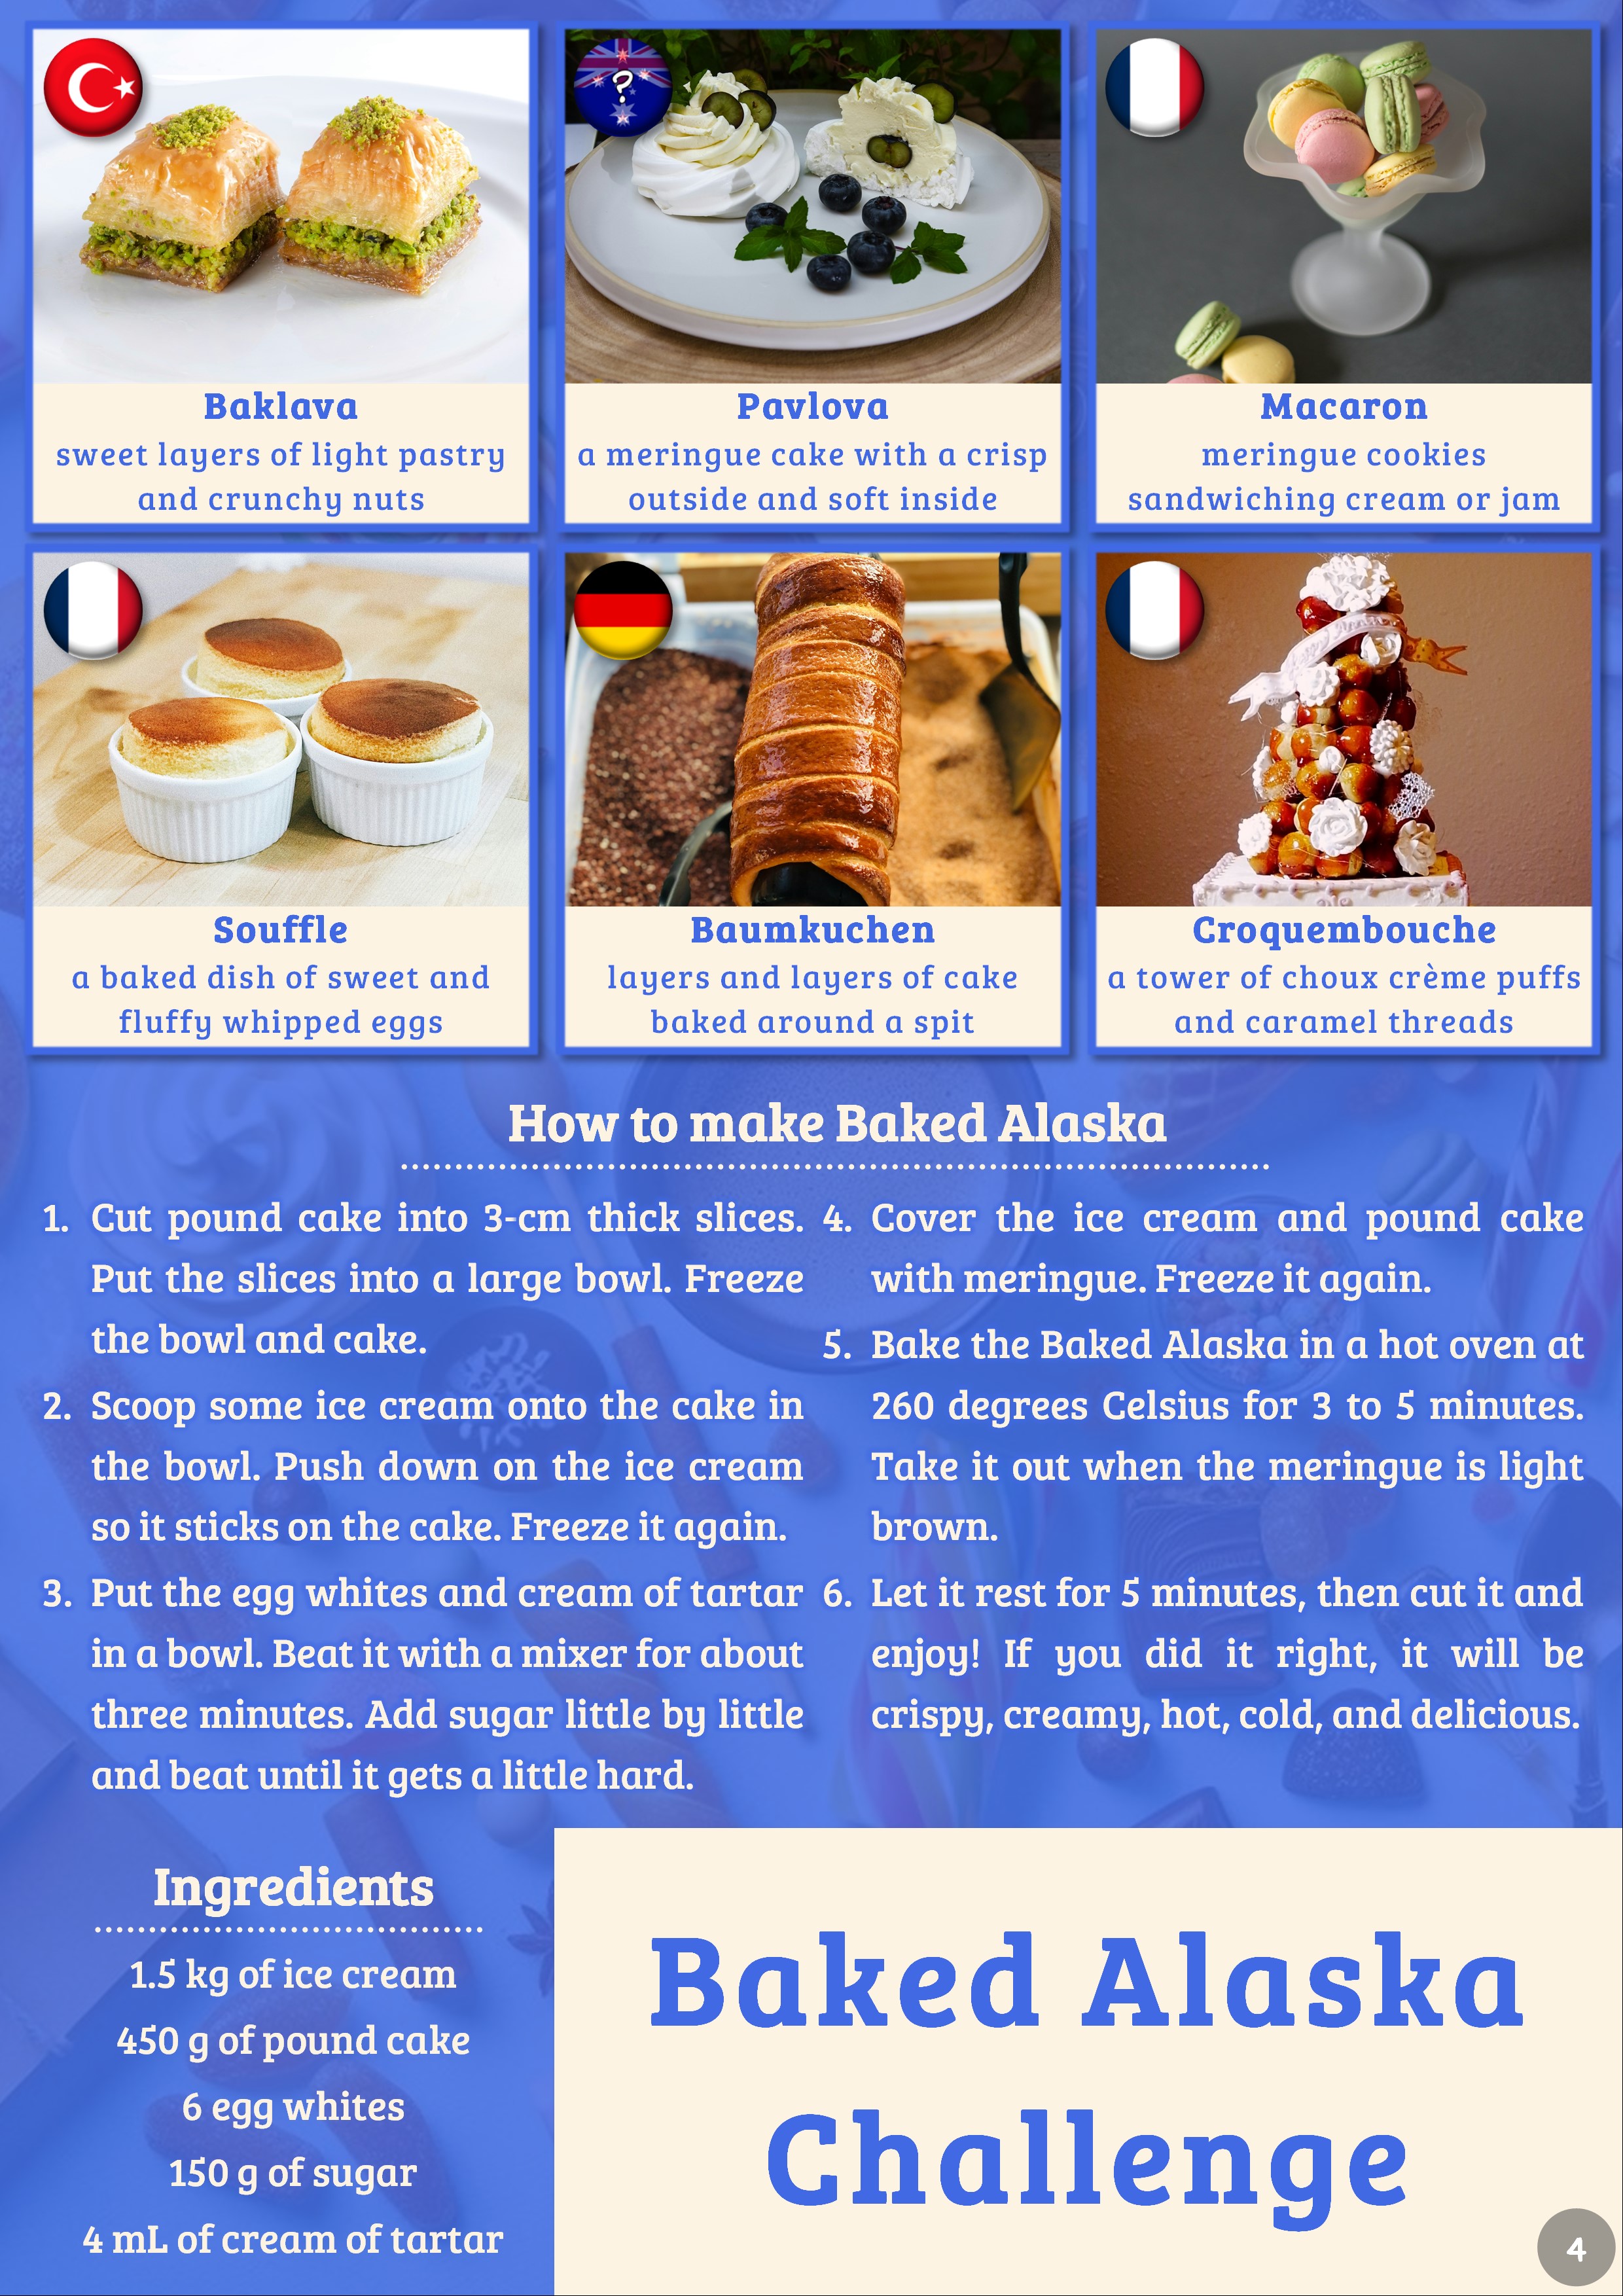 ?
Baklava
sweet layers of light pastry
and crunchy nuts
Pavlova
a meringue cake with a crisp
outside and soft inside
Macaron
meringue cookies
sandwiching cream or jam
Souffle
a baked dish of sweet and
fluffy whipped eggs
Baumkuchen
layers and layers of cake
baked around a spit
Croquembouche
a tower of choux crème puffs
and caramel threads
How to make Baked Alaska
1. Cut pound cake into 3-cm thick slices.
Put the slices into a large bowl. Freeze
the bowl and cake.
2. Scoop some ice cream onto the cake in
the bowl. Push down on the ice cream
so it sticks on the cake. Freeze it again.
3. Put the egg whites and cream of tartar
in a bowl. Beat it with a mixer for about
three minutes. Add sugar little by little
and beat until it gets a little hard.
4. Cover the ice cream and pound cake
with meringue. Freeze it again.
5. Bake the Baked Alaska in a hot oven at
260 degrees Celsius for 3 to 5 minutes.
Take it out when the meringue is light
brown.
6. Let it rest for 5 minutes, then cut it and
enjoy! If you did it right, it will be
crispy, creamy, hot, cold, and delicious.
Ingredients
1.5 kg of ice cream
450 g of pound cake
6 egg whites
150 g of sugar
4 mL of cream of tartar
Baked Alaska
Challenge
4